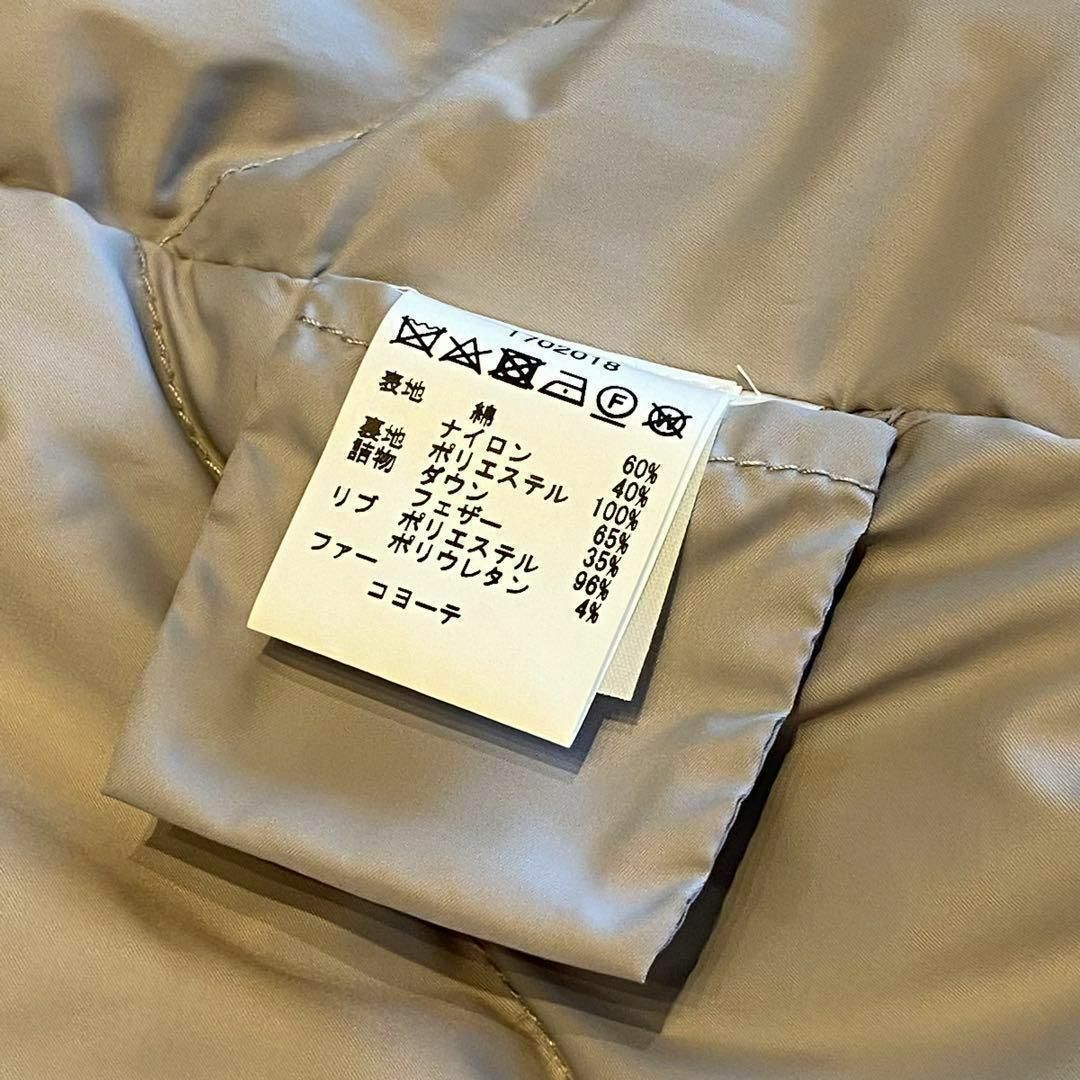 1702018
F W
表地 綿 60%
ナイロン 40%
裏地 ポリエステル 100%
詰物 ダウン 65%
フェザー 35%
リブ ポリエステル 96%
ポリウレタン 4%
ファー
コヨーテ